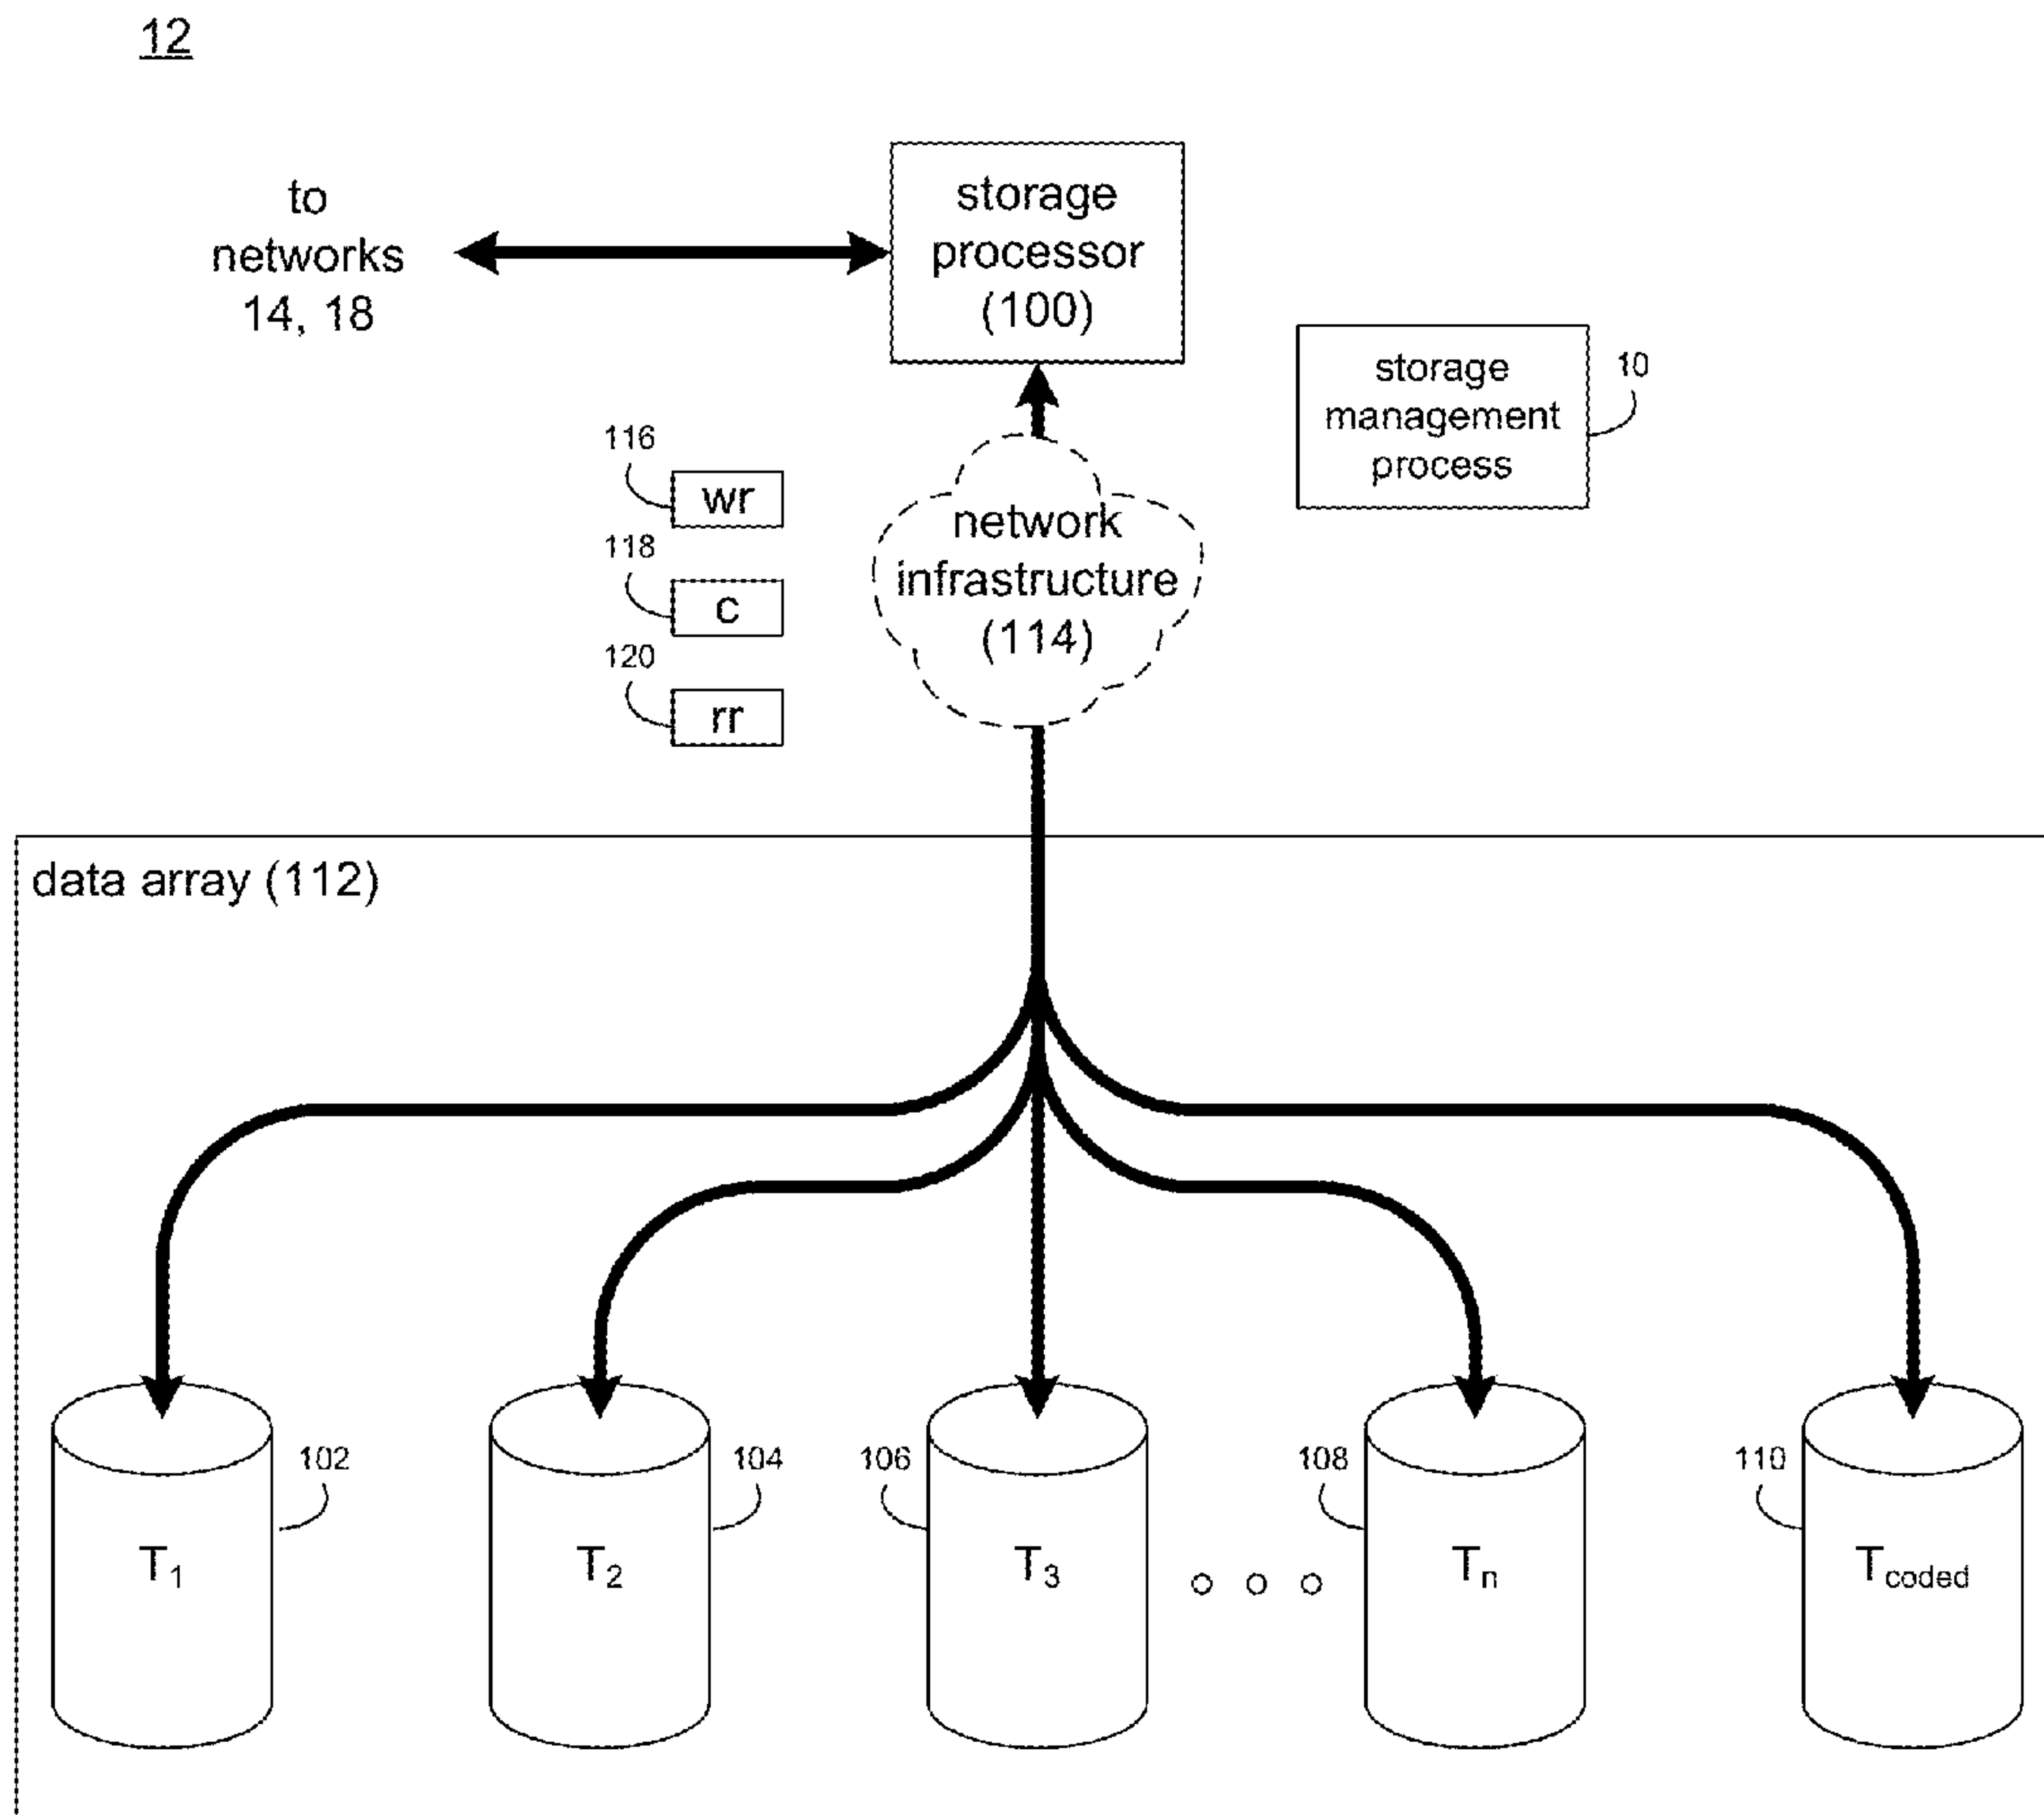 12
to
networks
14, 18
storage
processor
(100)
storage
management
process
10
116
wr
118
c
120
rr
network
infrastructure
(114)
data array (112)
102
104
106
108
110
T1
T2
T3
Tn
Tcoded